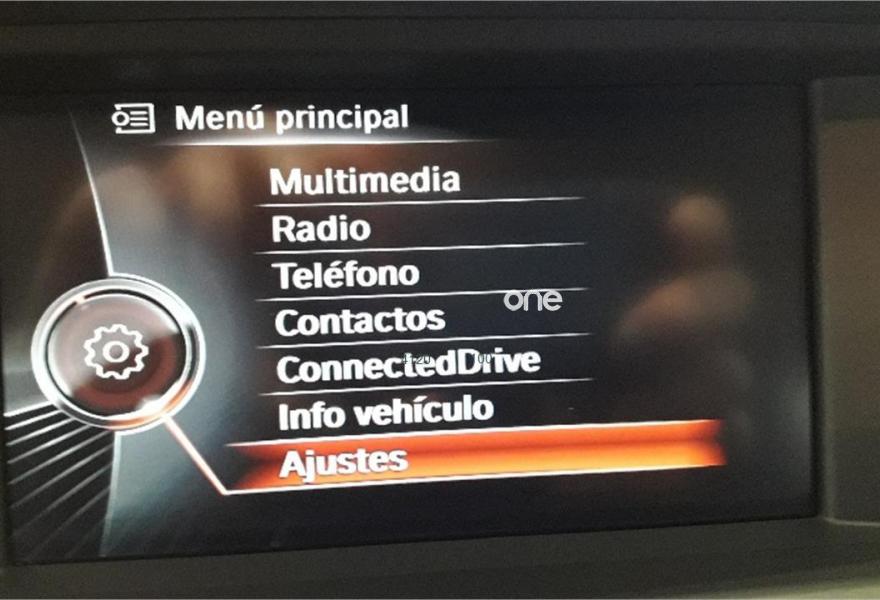 Menú principal
Multimedia
Radio
Teléfono
one
Contactos
ConnectedDrive
Info vehículo
Ajustes